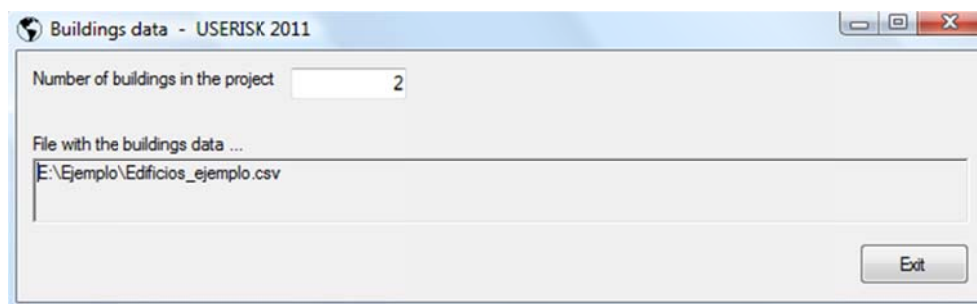 Buildings data - USERISK 2011
Number of buildings in the project 2
File with the buildings data ...
E:\Ejemplo\Edificios_ejemplo.csv
Exit